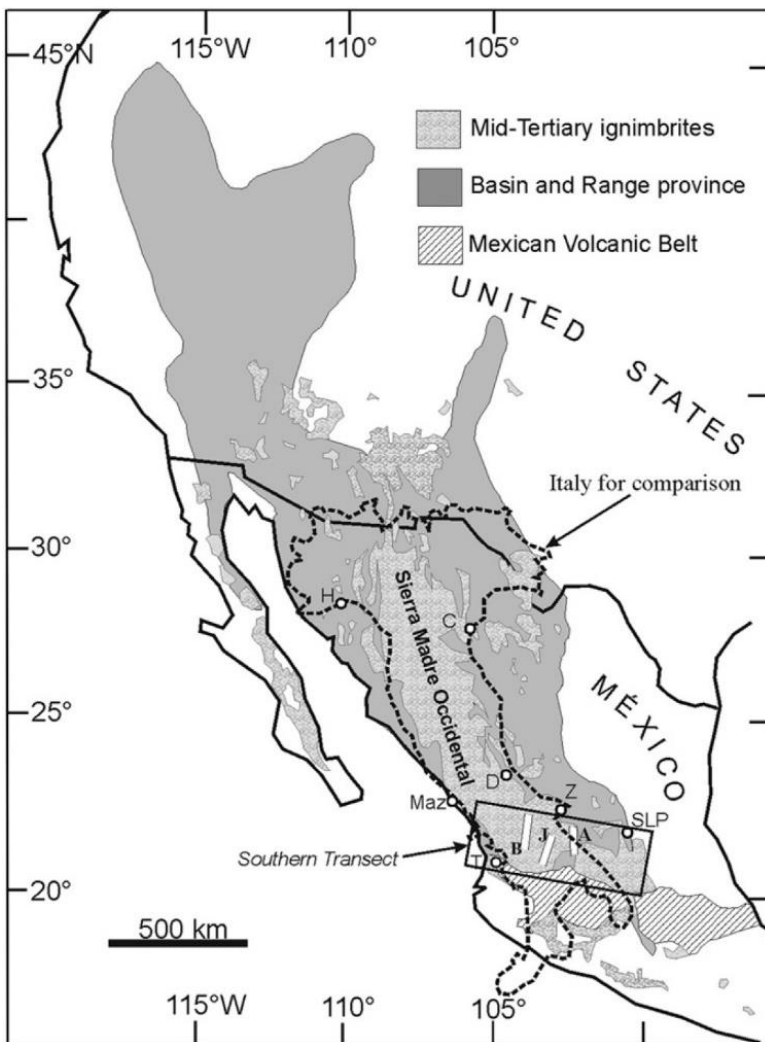 115°W 110° 105°
45°N
Mid-Tertiary ignimbrites
Basin and Range province
Mexican Volcanic Belt
UNITED STATES
35°
Italy for comparison
30°
Sierra Madre Occidental
H
C
MÉXICO
25°
D
Maz
Z
SLP
B
J
A
T
Southern Transect
20°
500 km
115°W 110° 105°